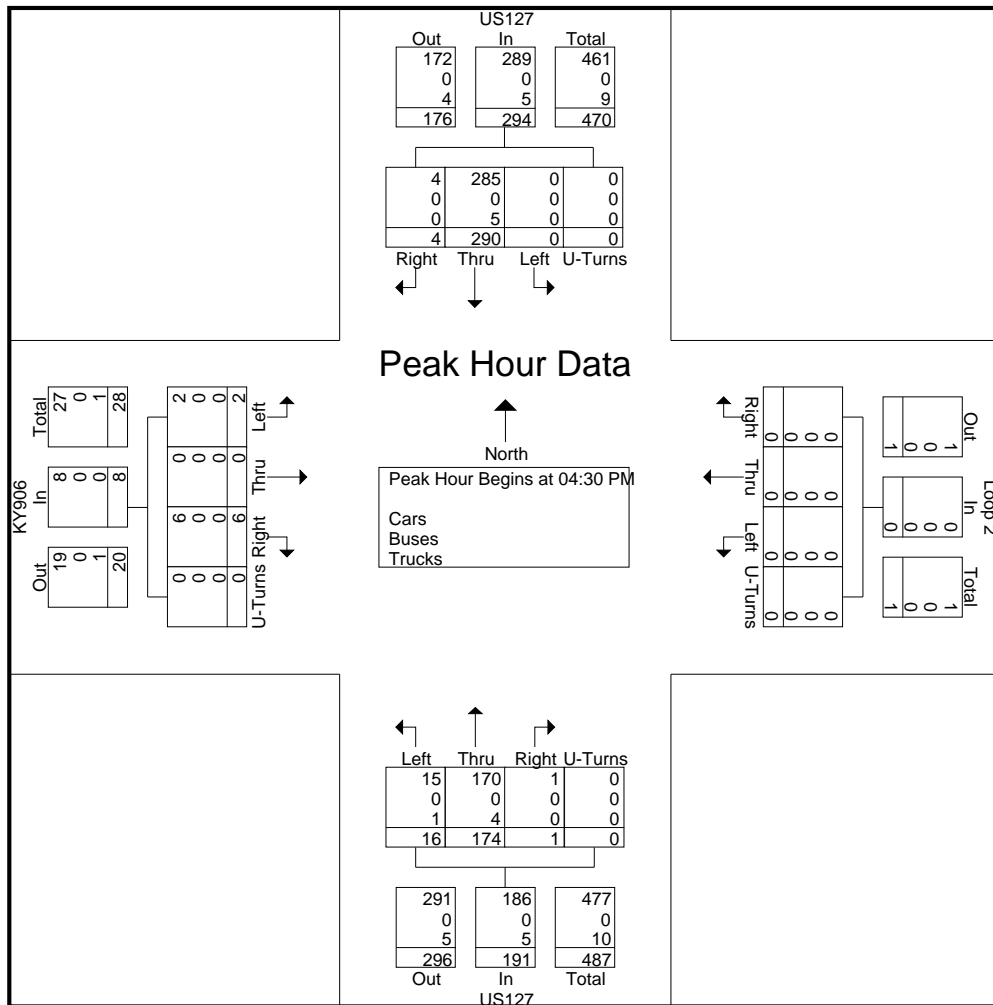 US127
Out In Total
172 289 461
0 0 0
4 5 9
176 294 470
4 285 0 0
0 0 0 0
0 5 0 0
4 290 0 0
Right Thru Left U-Turns
Peak Hour Data
North
Peak Hour Begins at 04:30 PM
Cars
Buses
Trucks
KY906
Out In Total
19 8 27
0 0 0
1 0 1
20 8 28
U-Turns Right Thru Left
0 6 0 2
0 0 0 0
0 0 0 0
0 6 0 2
Loop 2
Out In Total
1 0 1
0 0 0
0 0 0
1 0 1
Right Thru Left U-Turns
0 0 0 0
0 0 0 0
0 0 0 0
0 0 0 0
Left Thru Right U-Turns
15 170 1 0
0 0 0 0
1 4 0 0
16 174 1 0
291 186 477
0 0 0
5 5 10
296 191 487
Out In Total
US127